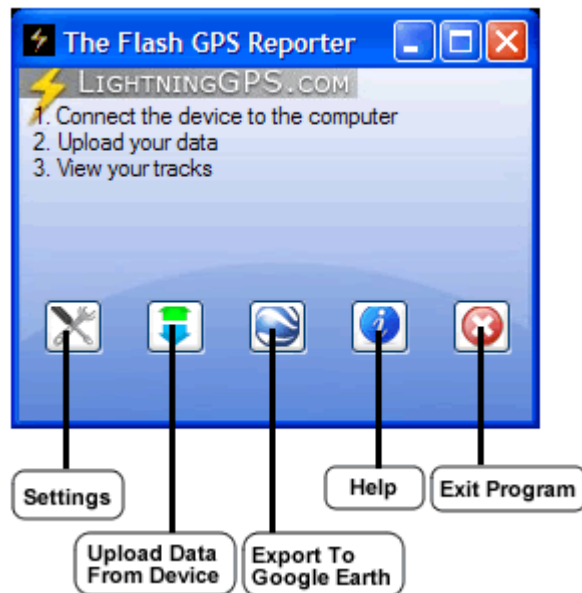 The Flash GPS Reporter
LIGHTNINGGPS.COM
1. Connect the device to the computer
2. Upload your data
3. View your tracks
Settings
Upload Data
From Device
Export To
Google Earth
Help
Exit Program